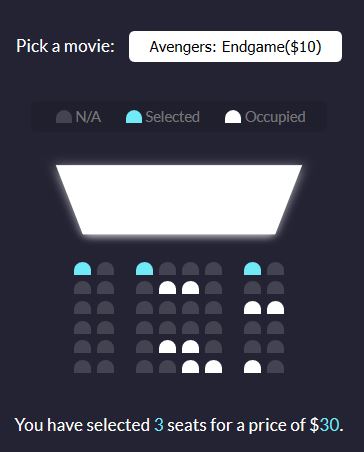 Pick a movie: Avengers: Endgame($10)
N/A Selected Occupied
You have selected 3 seats for a price of $30.